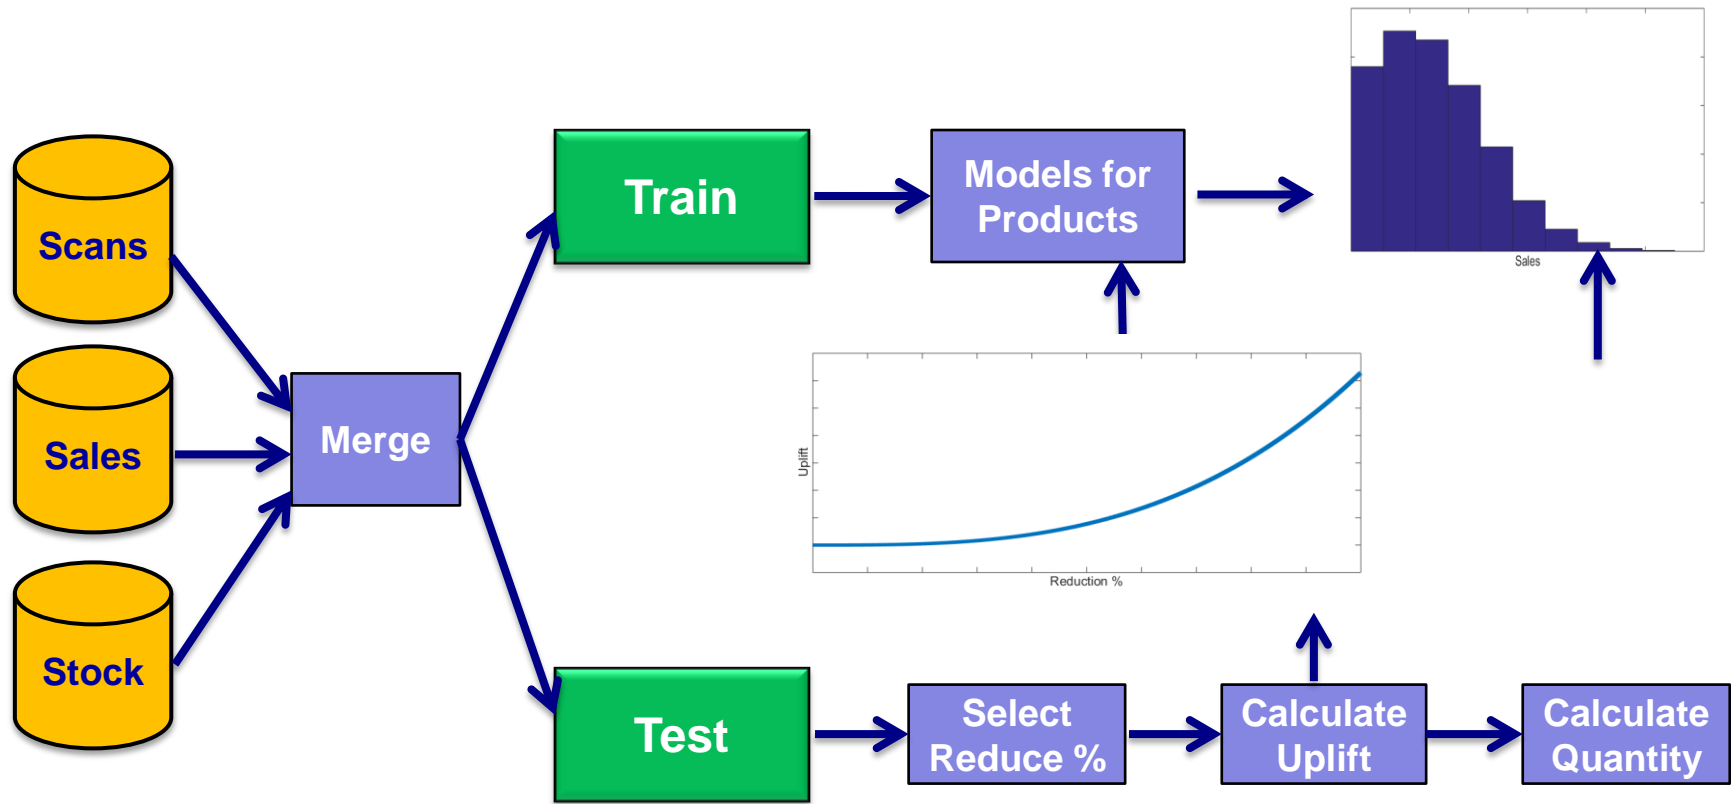 Scans
Sales
Stock
Merge
Train
Models for
Products
Sales
Uplift
Reduction %
Test
Select
Reduce %
Calculate
Uplift
Calculate
Quantity